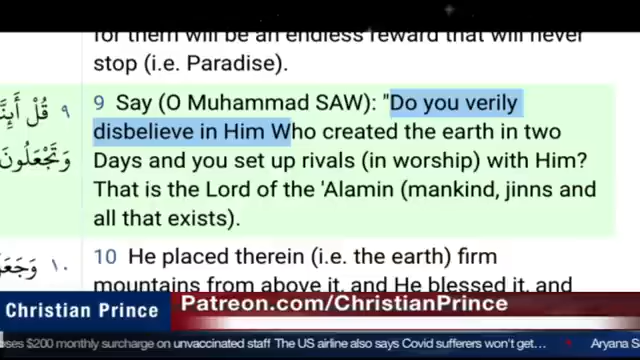 for them will be an endless reward that will never
stop (i.e. Paradise).
9 Say (O Muhammad SAW): "Do you verily
disbelieve in Him Who created the earth in two
Days and you set up rivals (in worship) with Him?
That is the Lord of the 'Alamin (mankind, jinns and
all that exists).
٩ قُلْ أَئِنَّ
وَتَجْعَلُونَ
10 He placed therein (i.e. the earth) firm
mountains from above it, and He blessed it, and
١٠ وَجَعَ
Christian Prince
Patreon.com/ChristianPrince
$200 monthly surcharge on unvaccinated staff The US airline also says Covid sufferers won't get... Aryana S